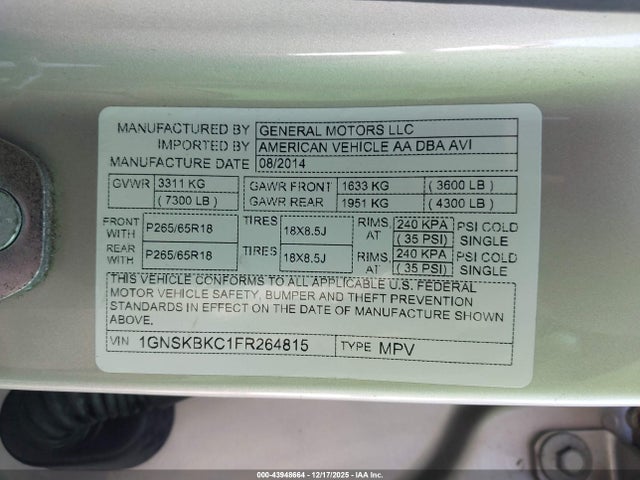 MANUFACTURED BY GENERAL MOTORS LLC
IMPORTED BY AMERICAN VEHICLE AA DBA AVI
MANUFACTURE DATE 08/2014
GVWR 3311 KG GAWR FRONT 1633 KG ( 3600 LB )
( 7300 LB ) GAWR REAR 1951 KG ( 4300 LB )
FRONT WITH P265/65R18 TIRES 18X8.5J RIMS, AT 240 KPA ( 35 PSI) PSI COLD SINGLE
REAR WITH P265/65R18 TIRES 18X8.5J RIMS, AT 240 KPA ( 35 PSI) PSI COLD SINGLE
THIS VEHICLE CONFORMS TO ALL APPLICABLE U.S. FEDERAL
MOTOR VEHICLE SAFETY, BUMPER AND THEFT PREVENTION
STANDARDS IN EFFECT ON THE DATE OF MANUFACTURE SHOWN
ABOVE.
VIN 1GNSKBKC1FR264815 TYPE MPV
000-43948664 - 12/17/2025 - IAA Corp.